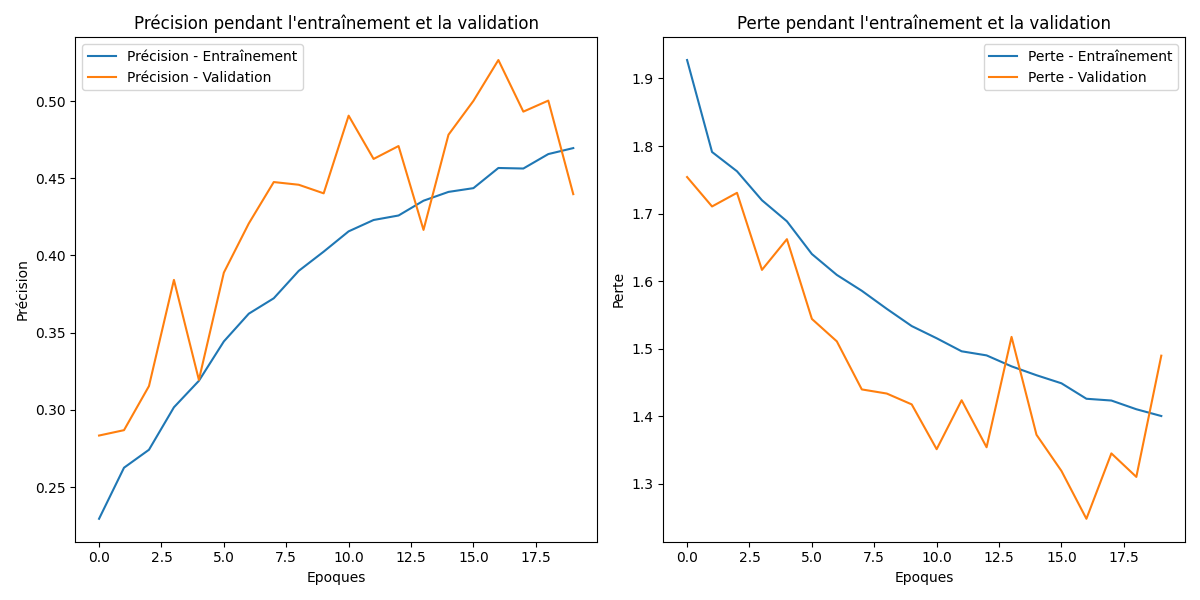 Précision pendant l'entraînement et la validation
Précision - Entraînement
Précision - Validation
0.50
0.45
0.40
0.35
0.30
0.25
Précision
0.0 2.5 5.0 7.5 10.0 12.5 15.0 17.5
Epoques
Perte pendant l'entraînement et la validation
Perte - Entraînement
Perte - Validation
1.9
1.8
1.7
1.6
1.5
1.4
1.3
Perte
0.0 2.5 5.0 7.5 10.0 12.5 15.0 17.5
Epoques